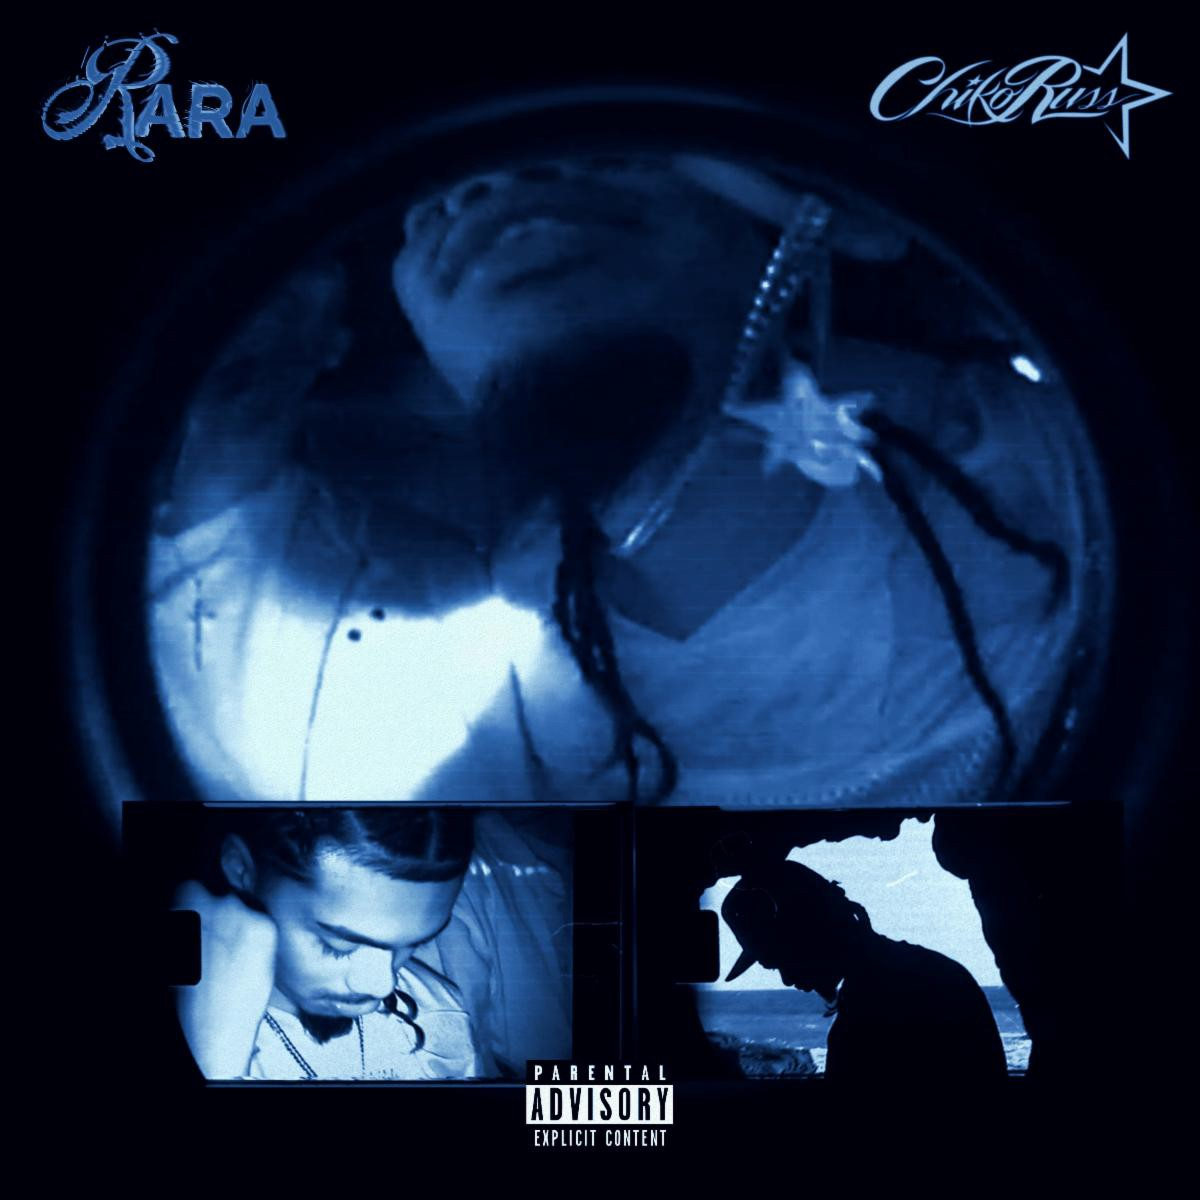 RARA
ChikoRuss
PARENTAL
ADVISORY
EXPLICIT CONTENT